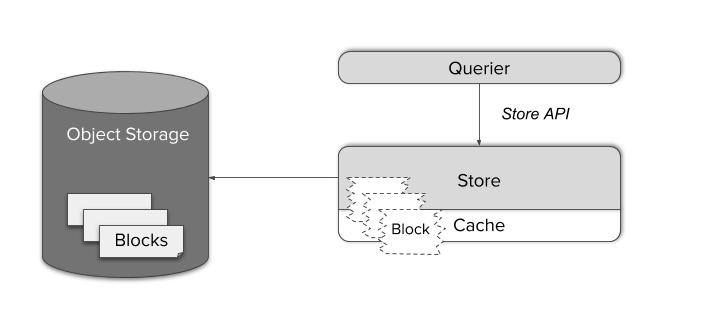 Querier
Store API
Object Storage
Store
Blocks
Block
Cache